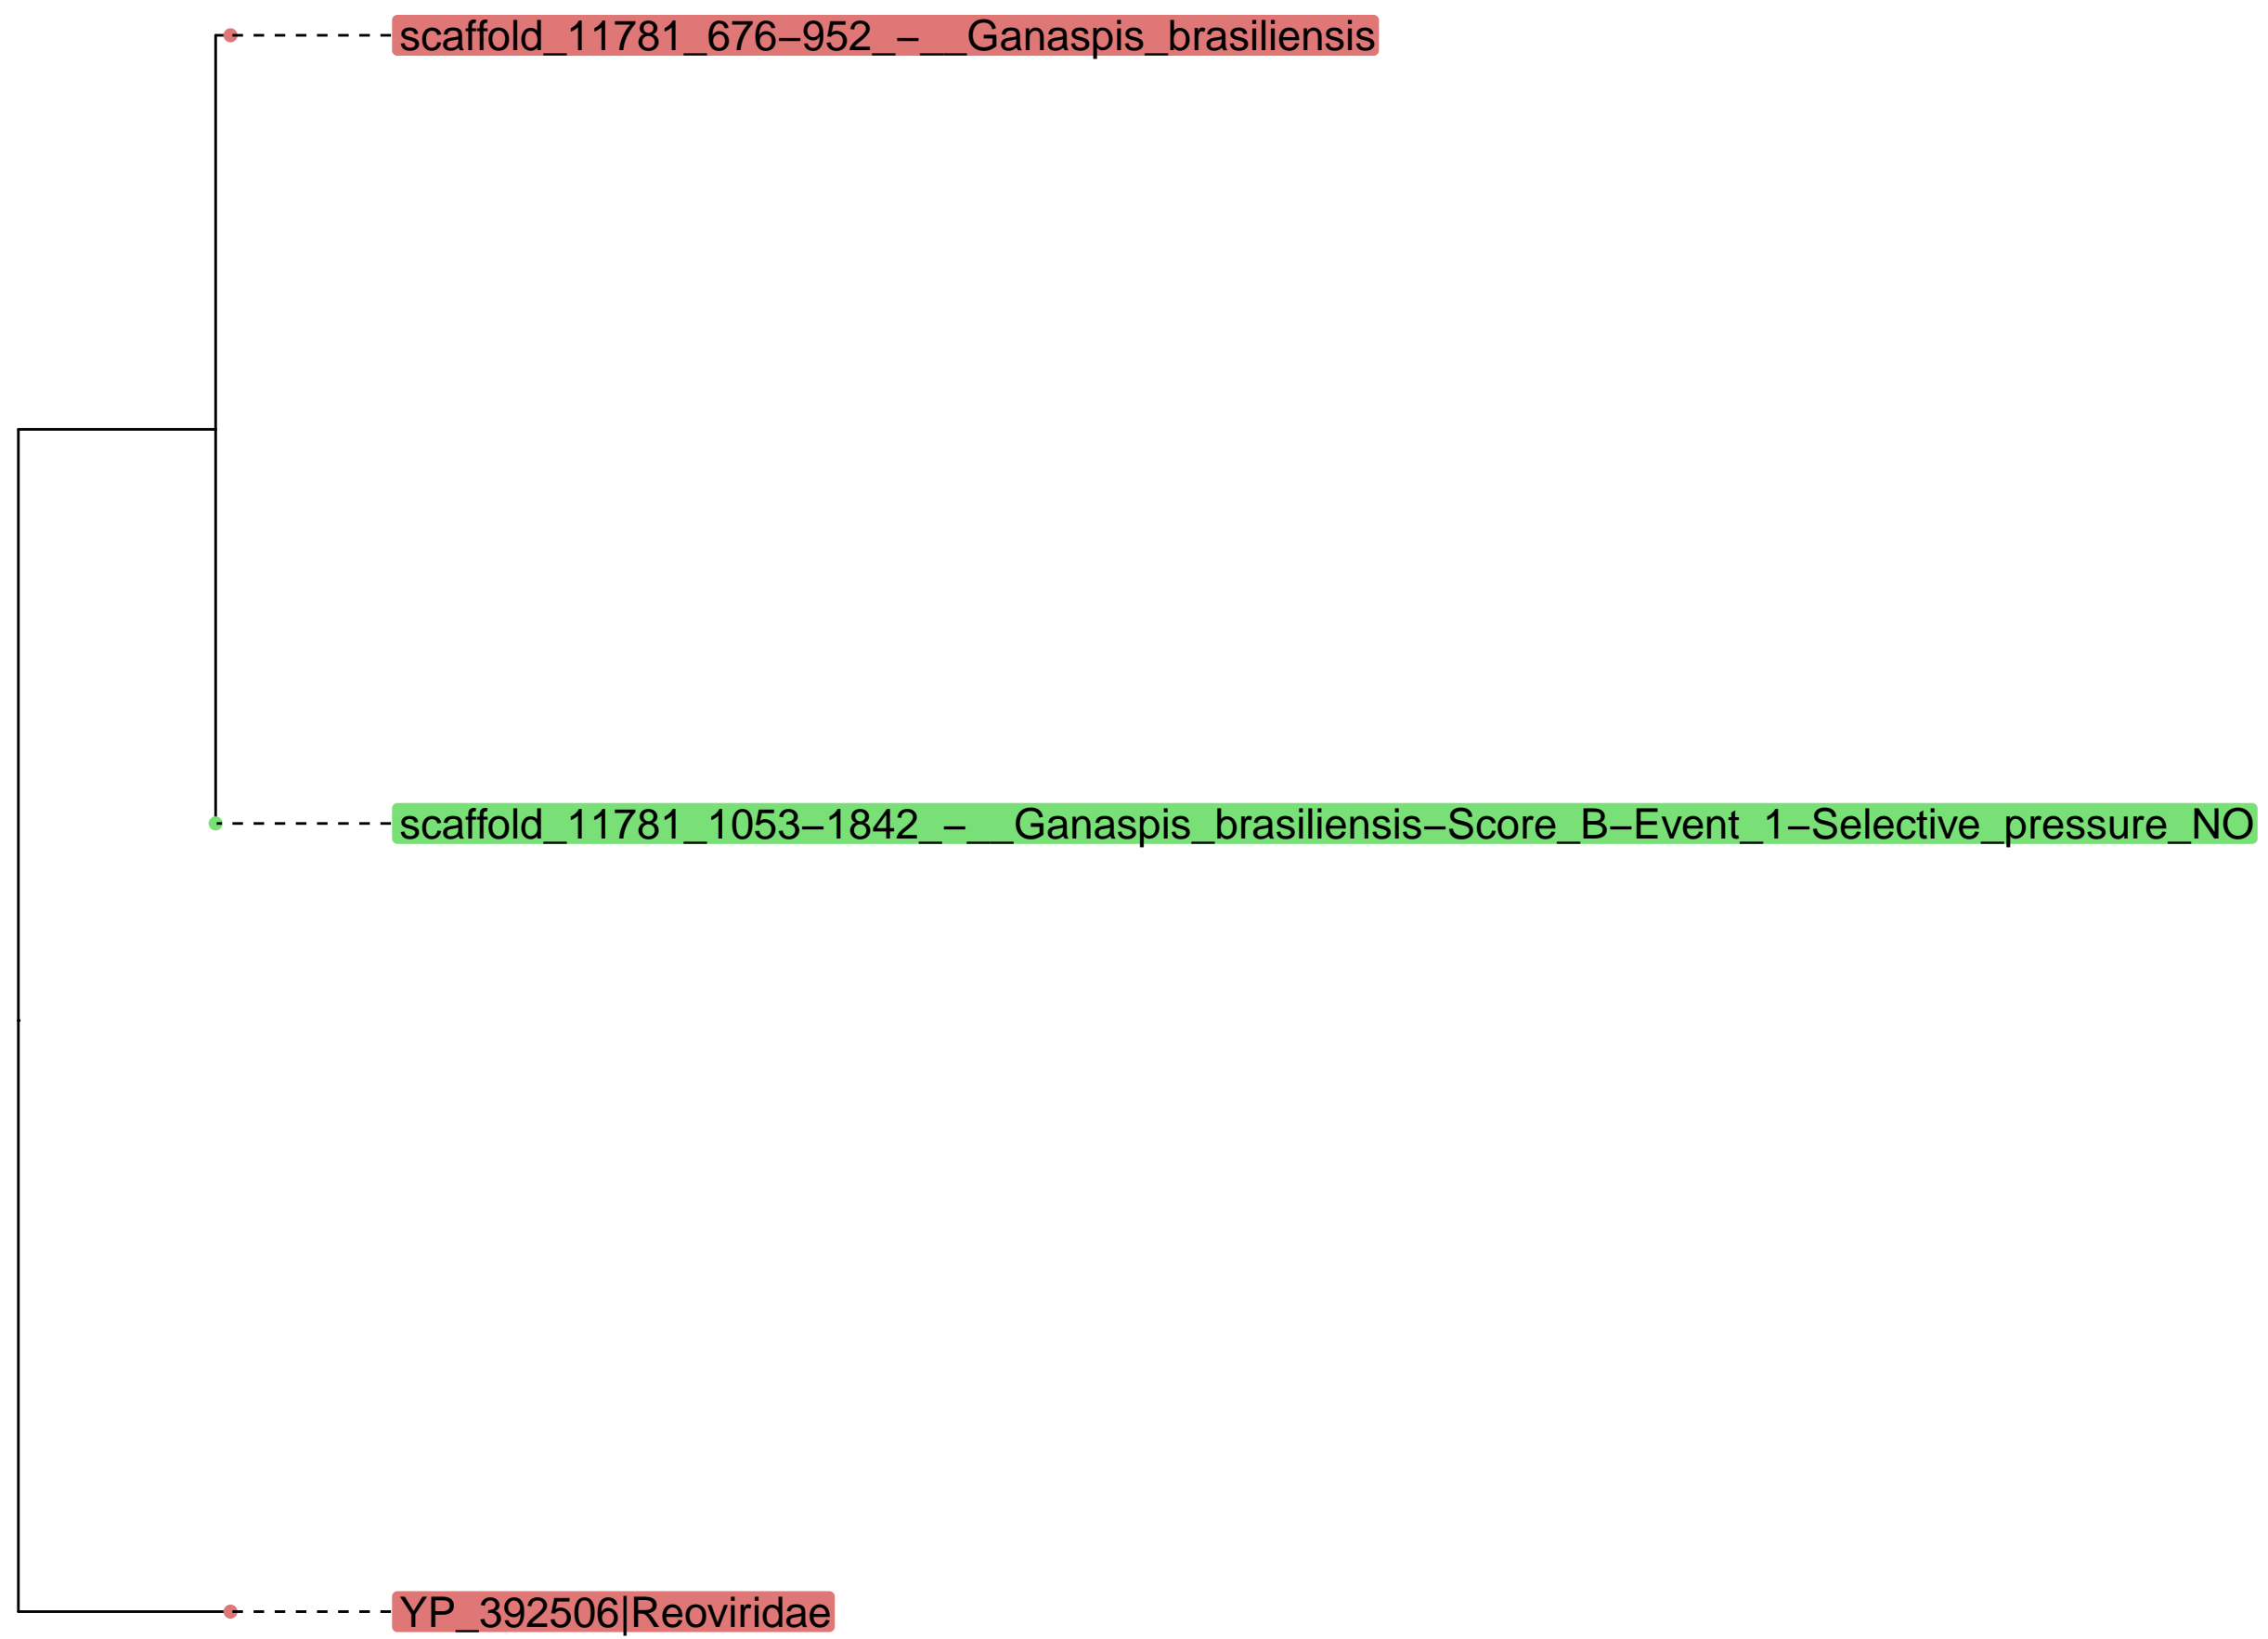 scaffold_11781_676–952_–__Ganaspis_brasiliensis
scaffold_11781_1053–1842_–__Ganaspis_brasiliensis–Score_B–Event_1–Selective_pressure_NO
YP_392506|Reoviridae